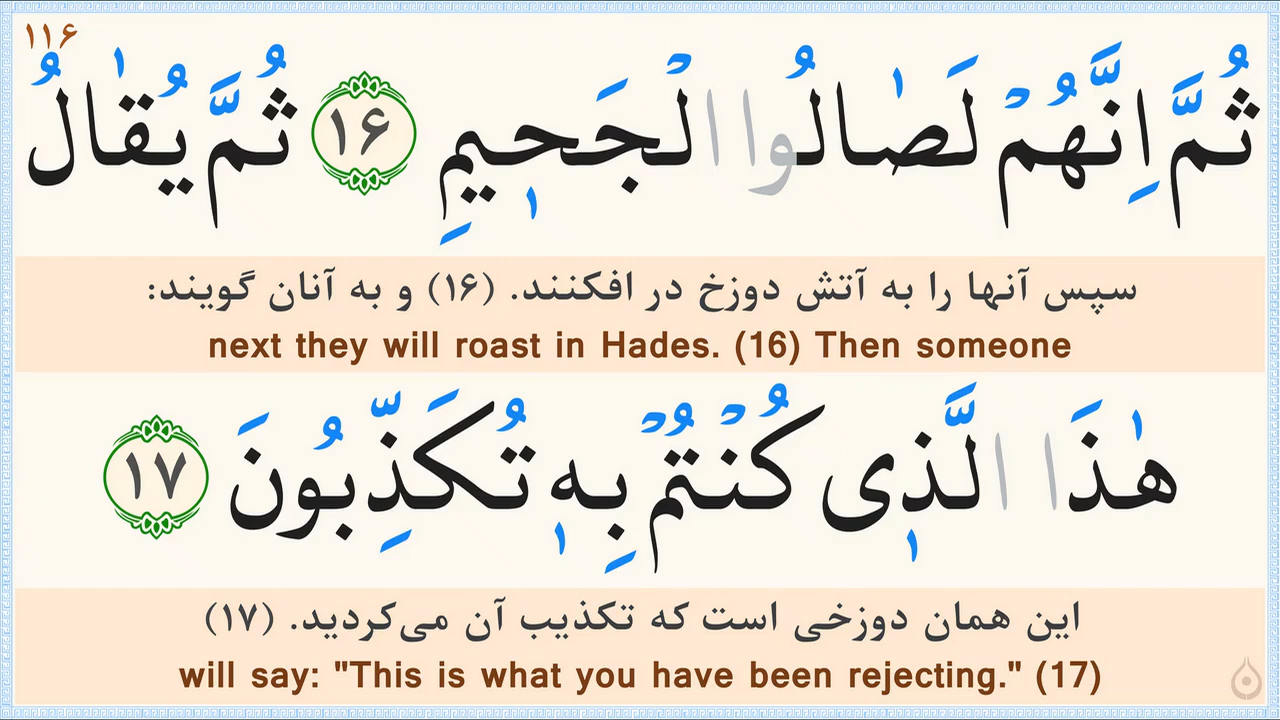 ۱۱۶
ثُمَّ اِنَّهُمْ لَصٰالُوا الْجَحٖيمِ ۱۶ ثُمَّ يُقٰالُ
سپس آنها را به آتش دوزخ در افکنند. (۱۶) و به آنان گویند:
next they will roast in Hades. (16) Then someone
هٰذَا الَّذٖى كُنْتُمْ بِهٖ تُكَذِّبُونَ ۱۷
این همان دوزخی است که تکذیب آن می‌کردید. (۱۷)
will say: "This is what you have been rejecting." (17)